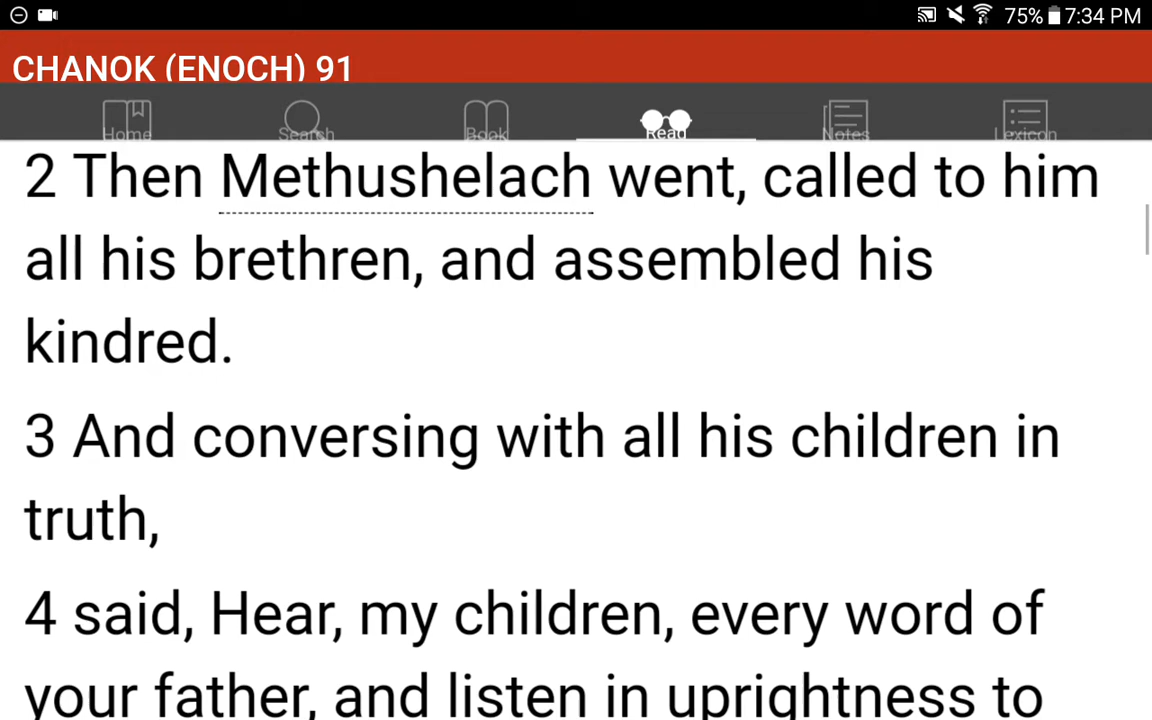 75% 7:34 PM
CHANOK (ENOCH) 91
Home Search Book Read Notes Lexicon
2 Then Methushelach went, called to him
all his brethren, and assembled his
kindred.
3 And conversing with all his children in
truth,
4 said, Hear, my children, every word of
your father, and listen in uprightness to